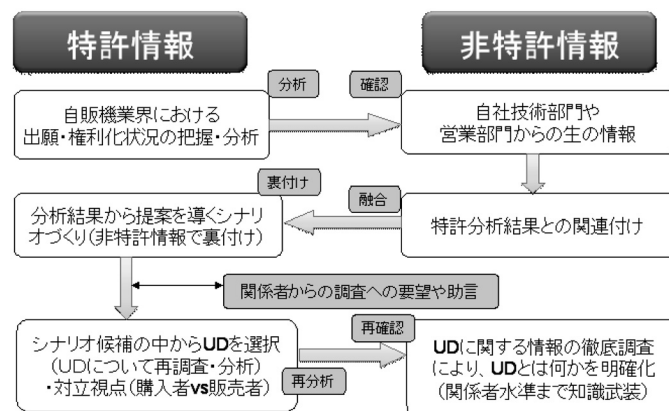 特許情報
非特許情報
分析
確認
自販機業界における
出願・権利化状況の把握・分析
自社技術部門や
営業部門からの生の情報
裏付け
融合
分析結果から提案を導くシナリ
オづくり(非特許情報で裏付け)
特許分析結果との関連付け
関係者からの調査への要望や助言
再確認
シナリオ候補の中からUDを選択
(UDについて再調査・分析)
・対立視点(購入者vs販売者)
再分析
UDに関する情報の徹底調査
により、UDとは何かを明確化
(関係者水準まで知識武装)